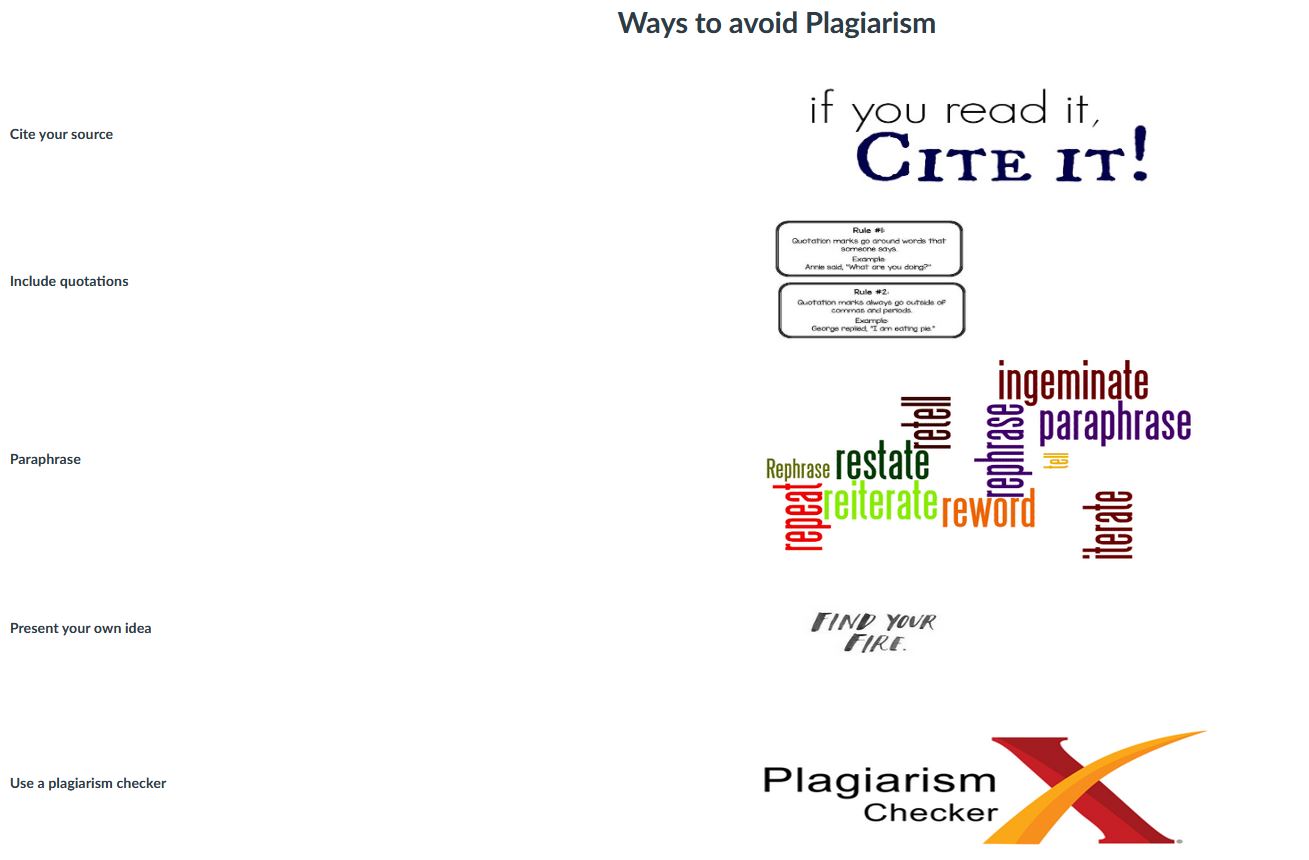 Ways to avoid Plagiarism
Cite your source
if you read it,
CITE IT!
Include quotations
Rule #1:
Quotation marks go around words that
someone says.
Example:
Annie said, "What are you doing?"
Rule #2:
Quotation marks always go outside of
commas and periods.
Example:
George replied, "I am eating pie."
Paraphrase
ingeminate
retell
rephrase
paraphrase
Rephrase
restate
tell
repeat
reiterate
reword
iterate
Present your own idea
FIND YOUR
FIRE.
Use a plagiarism checker
Plagiarism
Checker
X